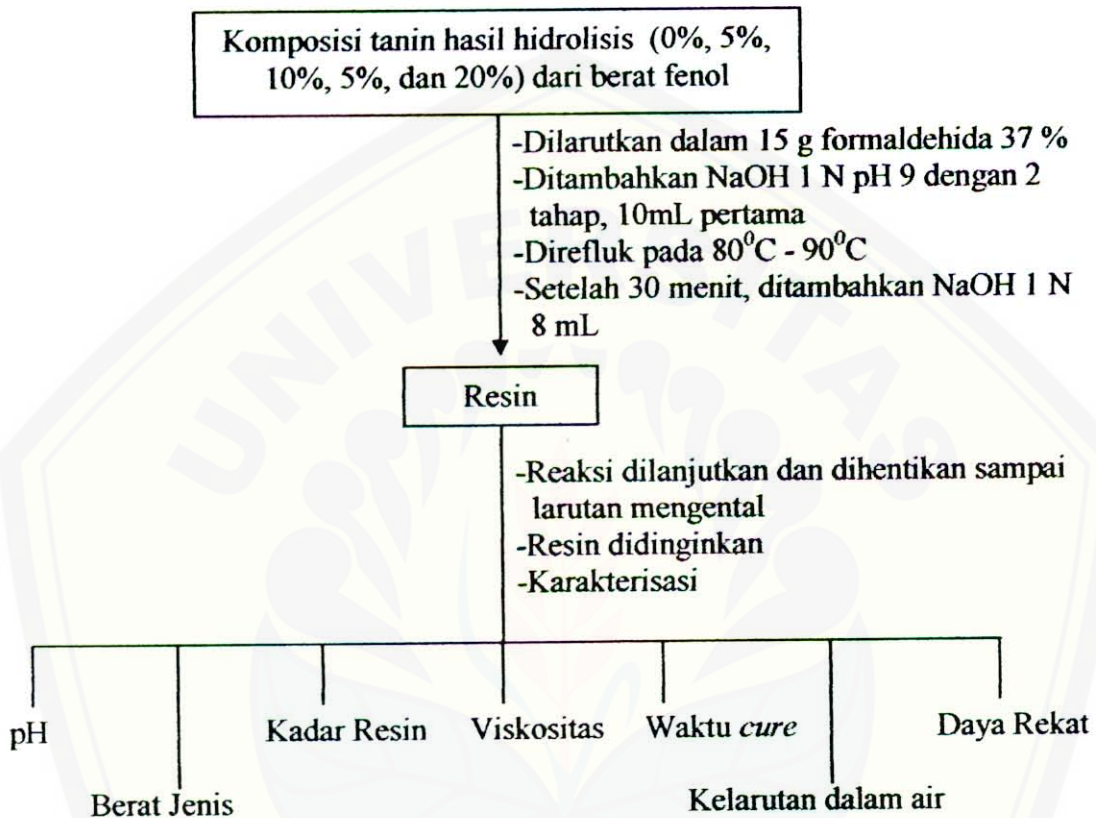 Komposisi tanin hasil hidrolisis (0%, 5%,
10%, 5%, dan 20%) dari berat fenol
-Dilarutkan dalam 15 g formaldehida 37 %
-Ditambahkan NaOH 1 N pH 9 dengan 2
tahap, 10mL pertama
-Direfluk pada 80⁰C - 90⁰C
-Setelah 30 menit, ditambahkan NaOH 1 N
8 mL
Resin
-Reaksi dilanjutkan dan dihentikan sampai
larutan mengental
-Resin didinginkan
-Karakterisasi
pH
Kadar Resin
Viskositas
Waktu cure
Daya Rekat
Berat Jenis
Kelarutan dalam air
UNIVERSITAS